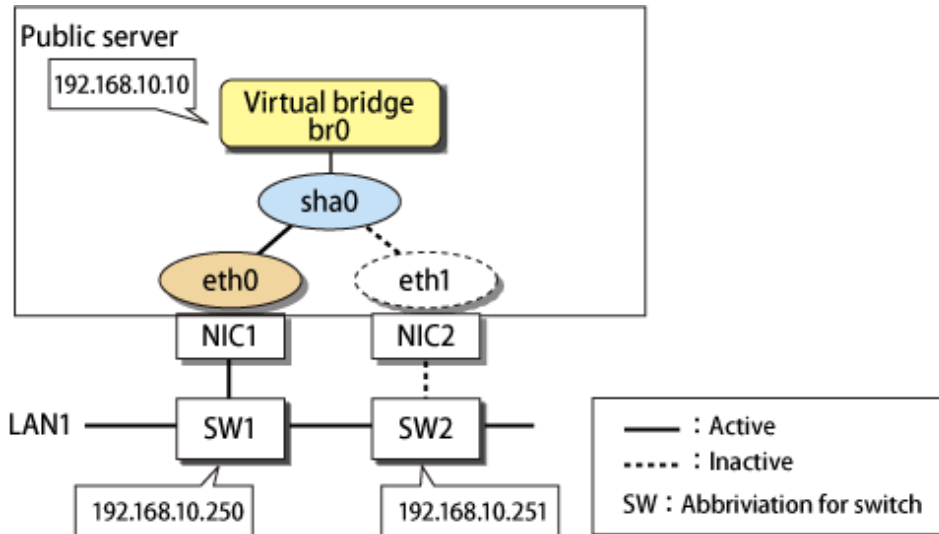 Public server
192.168.10.10
Virtual bridge
br0
sha0
eth0
eth1
NIC1
NIC2
LAN1
SW1
SW2
192.168.10.250
192.168.10.251
: Active
: Inactive
SW : Abbriviation for switch